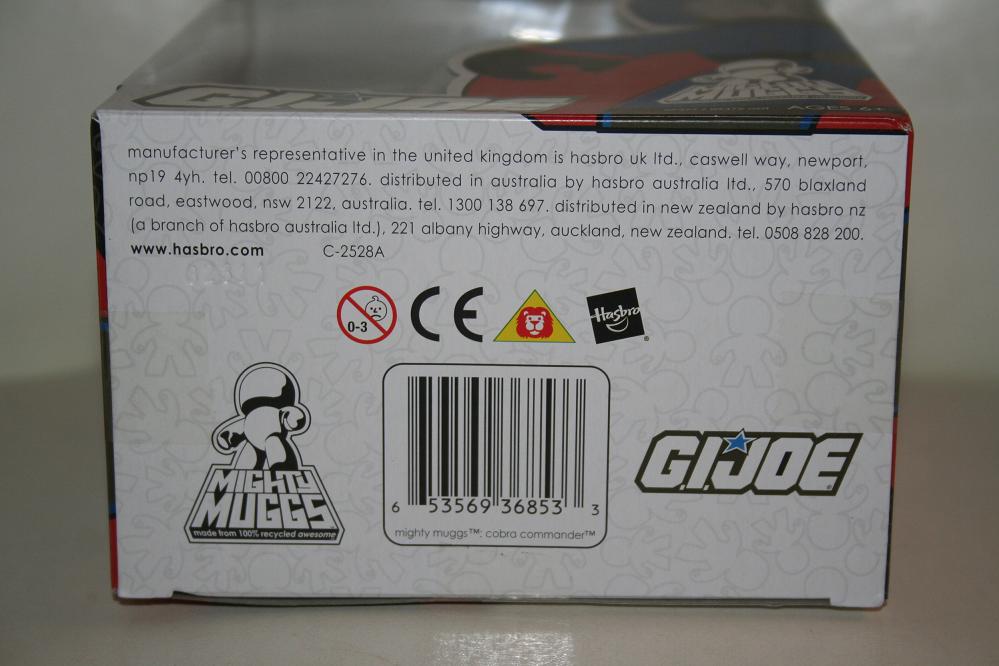 G.I.JOE
MIGHTY
MUGGS
AGES 6+
manufacturer's representative in the united kingdom is hasbro uk ltd., caswell way, newport,
np19 4yh. tel. 00800 22427276. distributed in australia by hasbro australia ltd., 570 blaxland
road, eastwood, nsw 2122, australia. tel. 1300 138 697. distributed in new zealand by hasbro nz
(a branch of hasbro australia ltd.), 221 albany highway, auckland, new zealand. tel. 0508 828 200.
www.hasbro.com C-2528A
0-3 CE Hasbro®
MIGHTY
MUGGS
made from 100% recycled awesome
6 53569 36853 3
mighty muggs™: cobra commander™
G.I.JOE